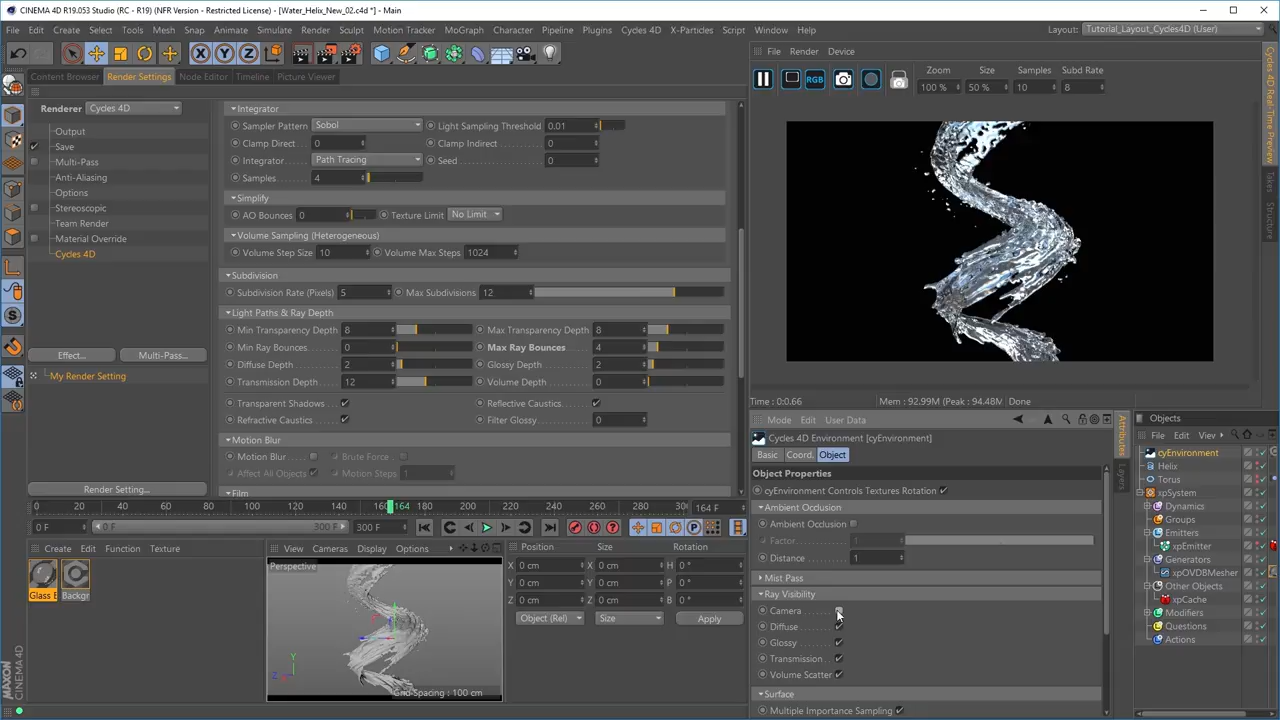 CINEMA 4D R19.053 Studio (RC - R19) (NFR Version - Restricted License) - [Water_Helix_New_02.c4d *] - Main
File Edit Create Select Tools Mesh Snap Animate Simulate Render Sculpt Motion Tracker MoGraph Character Pipeline Plugins Cycles 4D X-Particles Script Window Help
Layout: Tutorial_Layout_Cycles4D (User)
X Y Z
File Render Device
Content Browser Render Settings Node Editor Timeline Picture Viewer
RGB
Zoom Size Samples Subd Rate
100 % 50 % 10 8
Renderer Cycles 4D
Output
Save
Multi-Pass
Anti-Aliasing
Options
Stereoscopic
Team Render
Material Override
Cycles 4D
Effect... Multi-Pass...
My Render Setting
Render Setting...
Integrator
Sampler Pattern Sobol Light Sampling Threshold 0.01
Clamp Direct 0 Clamp Indirect 0
Integrator Path Tracing Seed 0
Samples 4
Simplify
AO Bounces 0 Texture Limit No Limit
Volume Sampling (Heterogeneous)
Volume Step Size 10 Volume Max Steps 1024
Subdivision
Subdivision Rate (Pixels) 5 Max Subdivisions 12
Light Paths & Ray Depth
Min Transparency Depth 8 Max Transparency Depth 8
Min Ray Bounces 0 Max Ray Bounces 4
Diffuse Depth 2 Glossy Depth 2
Transmission Depth 12 Volume Depth 0
Transparent Shadows Reflective Caustics
Refractive Caustics Filter Glossy 0
Motion Blur
Motion Blur Brute Force
Affect All Objects Motion Steps 1
Film
Time : 0:0.66 Mem : 92.99M (Peak : 94.48M) Done
Cycles 4D Real-Time Preview
Takes
Structure
0 20 40 60 80 100 120 140 164 200 220 240 260 280 300 164 F
0 F 0 F 300 F 300 F
Create Edit Function Texture
Glass B Backgr
View Cameras Display Options
Perspective
Y
Z X
Grid Spacing : 100 cm
Position Size Rotation
X 0 cm X 0 cm H 0 °
Y 0 cm Y 0 cm P 0 °
Z 0 cm Z 0 cm B 0 °
Object (Rel) Size Apply
Mode Edit User Data
Cycles 4D Environment [cyEnvironment]
Basic Coord. Object
Object Properties
cyEnvironment Controls Textures Rotation
Ambient Occlusion
Ambient Occlusion
Factor 1
Distance 1
Mist Pass
Ray Visibility
Camera
Diffuse
Glossy
Transmission
Volume Scatter
Surface
Multiple Importance Sampling
Attributes
Layers
Objects
File Edit View
cyEnvironment
Helix
Torus
xpSystem
Dynamics
Groups
Emitters
xpEmitter
Generators
xpOVDBMesher
Other Objects
xpCache
Modifiers
Questions
Actions
MAXON
CINEMA 4D